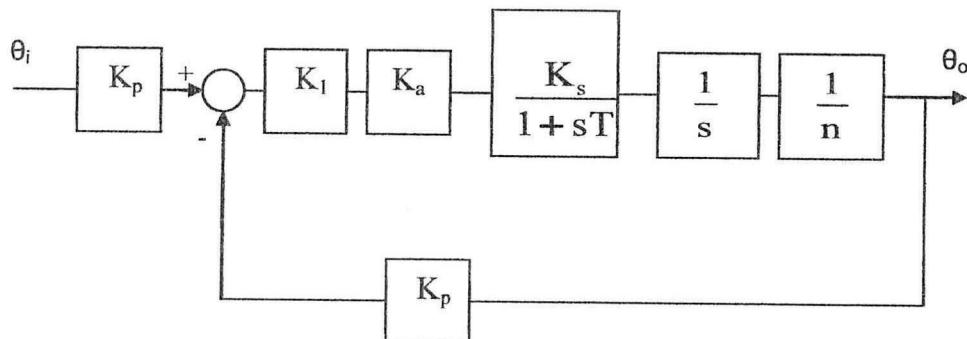 θi
Kp
+
-
K1
Ka
Ks
1 + sT
1
s
1
n
θo
Kp